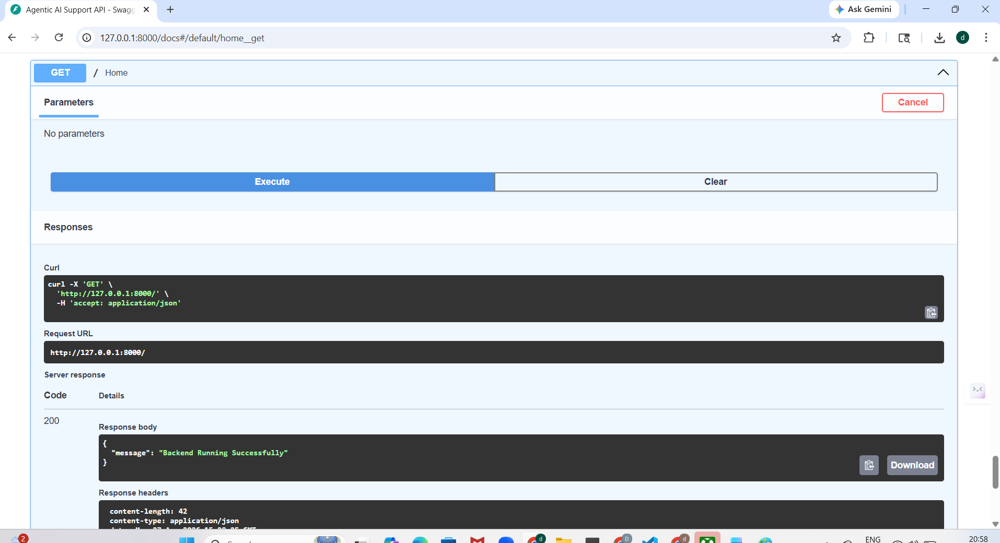 Agentic AI Support API - Swagg
Ask Gemini
127.0.0.1:8000/docs#/default/home__get
d
GET / Home
Parameters
Cancel
No parameters
Execute
Clear
Responses
Curl
curl -X 'GET' \
'http://127.0.0.1:8000/' \
-H 'accept: application/json'
Request URL
http://127.0.0.1:8000/
Server response
Code Details
200
Response body
{
"message": "Backend Running Successfully"
}
Download
Response headers
content-length: 42
content-type: application/json
2
d
D
d
ENG
20:58